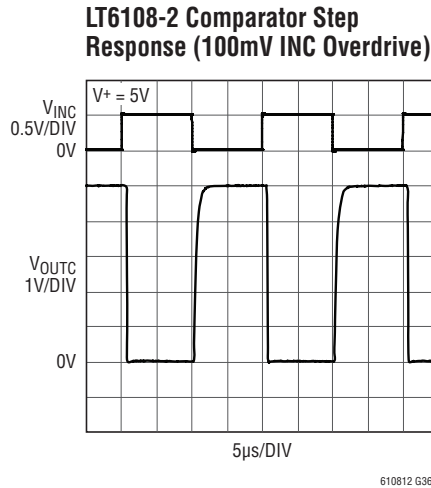 LT6108-2 Comparator Step
Response (100mV INC Overdrive)
V+ = 5V
VINC
0.5V/DIV
0V
VOUTC
1V/DIV
0V
5µs/DIV
610812 G36